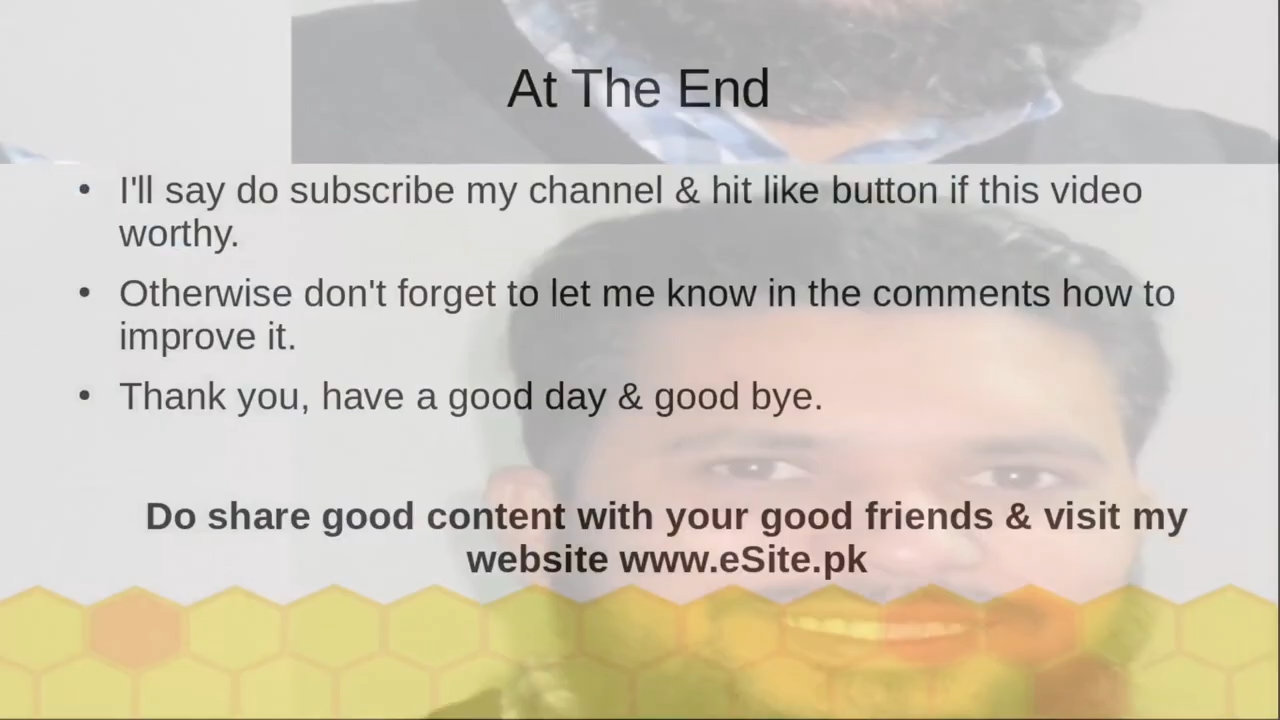 At The End
• I'll say do subscribe my channel & hit like button if this video
worthy.
• Otherwise don't forget to let me know in the comments how to
improve it.
• Thank you, have a good day & good bye.
Do share good content with your good friends & visit my
website www.eSite.pk